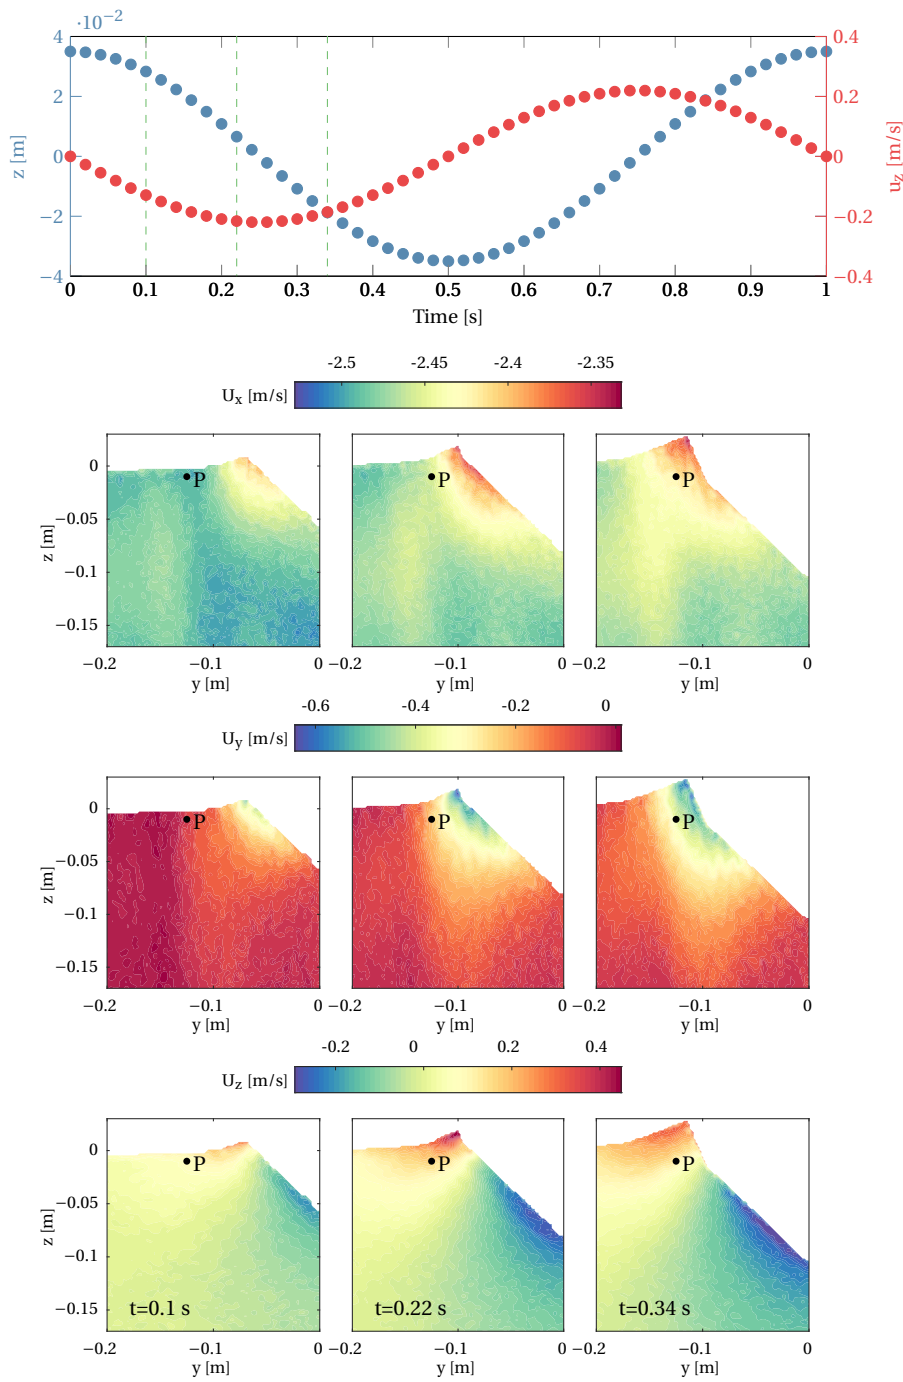 ·10⁻²
4 0.4
2 0.2
0 0
−2 −0.2
−4 −0.4
z [m]
u_z [m/s]
0 0.1 0.2 0.3 0.4 0.5 0.6 0.7 0.8 0.9 1
Time [s]
-2.5 -2.45 -2.4 -2.35
U_x [m/s]
0
−0.05
−0.1
−0.15
z [m]
P P P
−0.2 −0.1 0 −0.2 −0.1 0 −0.2 −0.1 0
y [m] y [m] y [m]
-0.6 -0.4 -0.2 0
U_y [m/s]
0
−0.05
−0.1
−0.15
z [m]
P P P
−0.2 −0.1 0 −0.2 −0.1 0 −0.2 −0.1 0
y [m] y [m] y [m]
-0.2 0 0.2 0.4
U_z [m/s]
0
−0.05
−0.1
−0.15
z [m]
P P P
t=0.1 s t=0.22 s t=0.34 s
−0.2 −0.1 0 −0.2 −0.1 0 −0.2 −0.1 0
y [m] y [m] y [m]